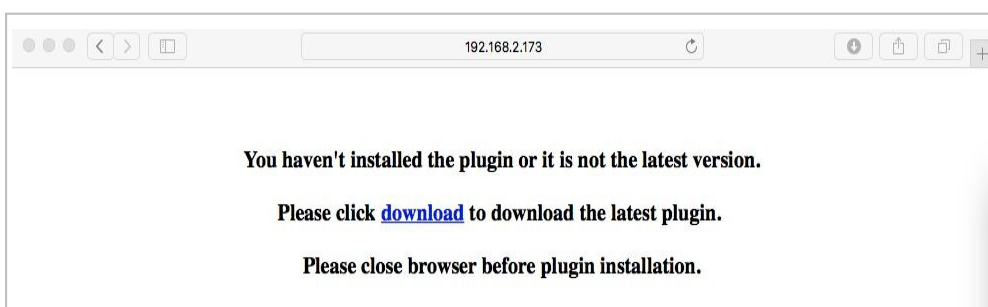 192.168.2.173
You haven't installed the plugin or it is not the latest version.
Please click download to download the latest plugin.
Please close browser before plugin installation.